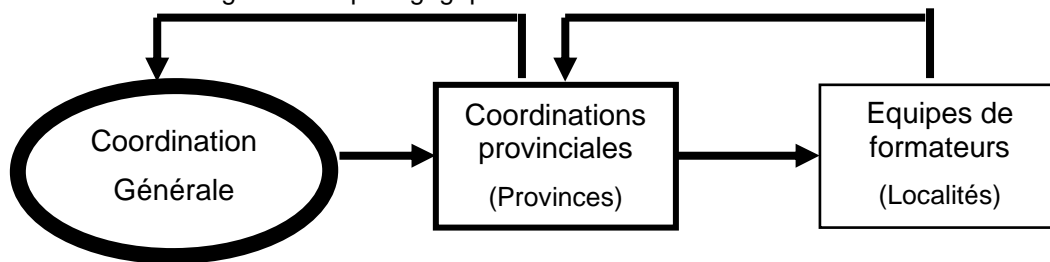 Coordination
Générale
Coordinations
provinciales
(Provinces)
Equipes de
formateurs
(Localités)